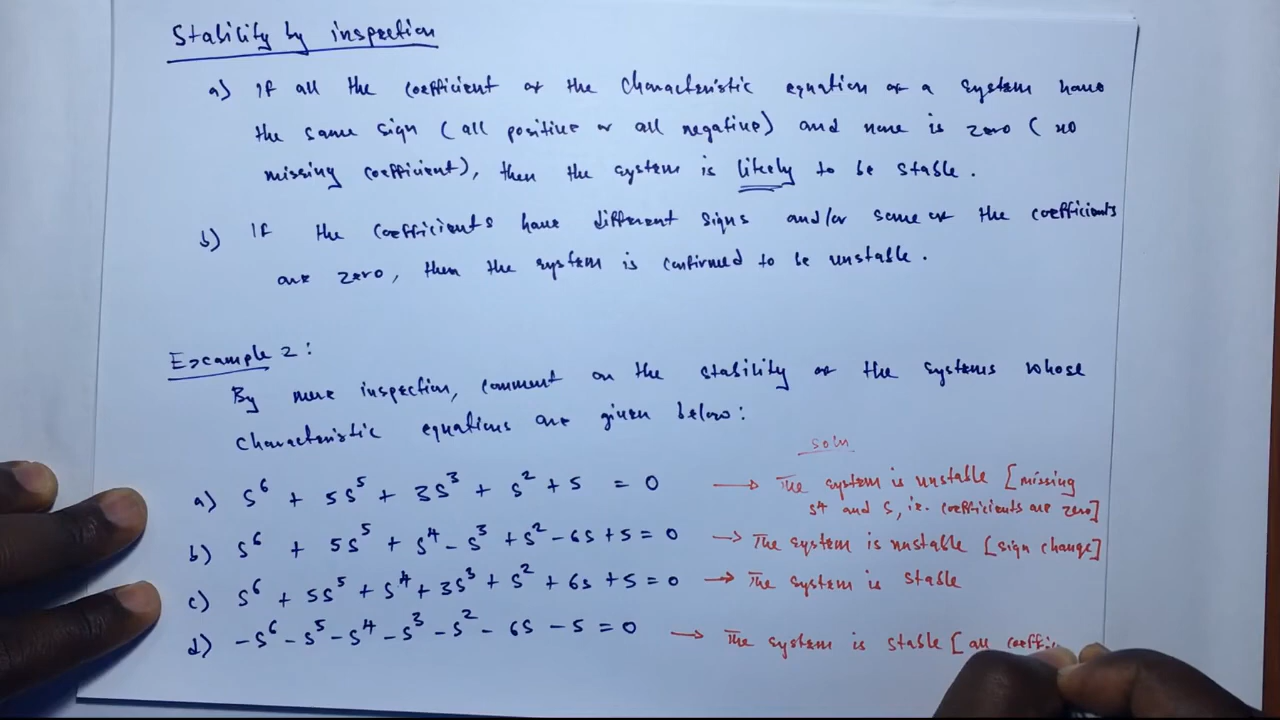 Stability by inspection
a) If all the coefficient of the characteristic equation of a system have
the same sign (all positive or all negative) and none is zero (no
missing coefficient), then the system is likely to be stable.
b) If the coefficients have different signs and/or some of the coefficients
are zero, then the system is confirmed to be unstable.
Example 2:
By mere inspection, comment on the stability of the systems whose
characteristic equations are given below:
soln
a) s⁶ + 5s⁵ + 3s³ + s² + 5 = 0 → The system is unstable [missing
s⁴ and s, i.e. coefficients are zero]
b) s⁶ + 5s⁵ + s⁴ - s³ + s² - 6s + 5 = 0 → The system is unstable [sign change]
c) s⁶ + 5s⁵ + s⁴ + 3s³ + s² + 6s + 5 = 0 → The system is stable
d) -s⁶ - s⁵ - s⁴ - s³ - s² - 6s - 5 = 0 → The system is stable [all coeffi